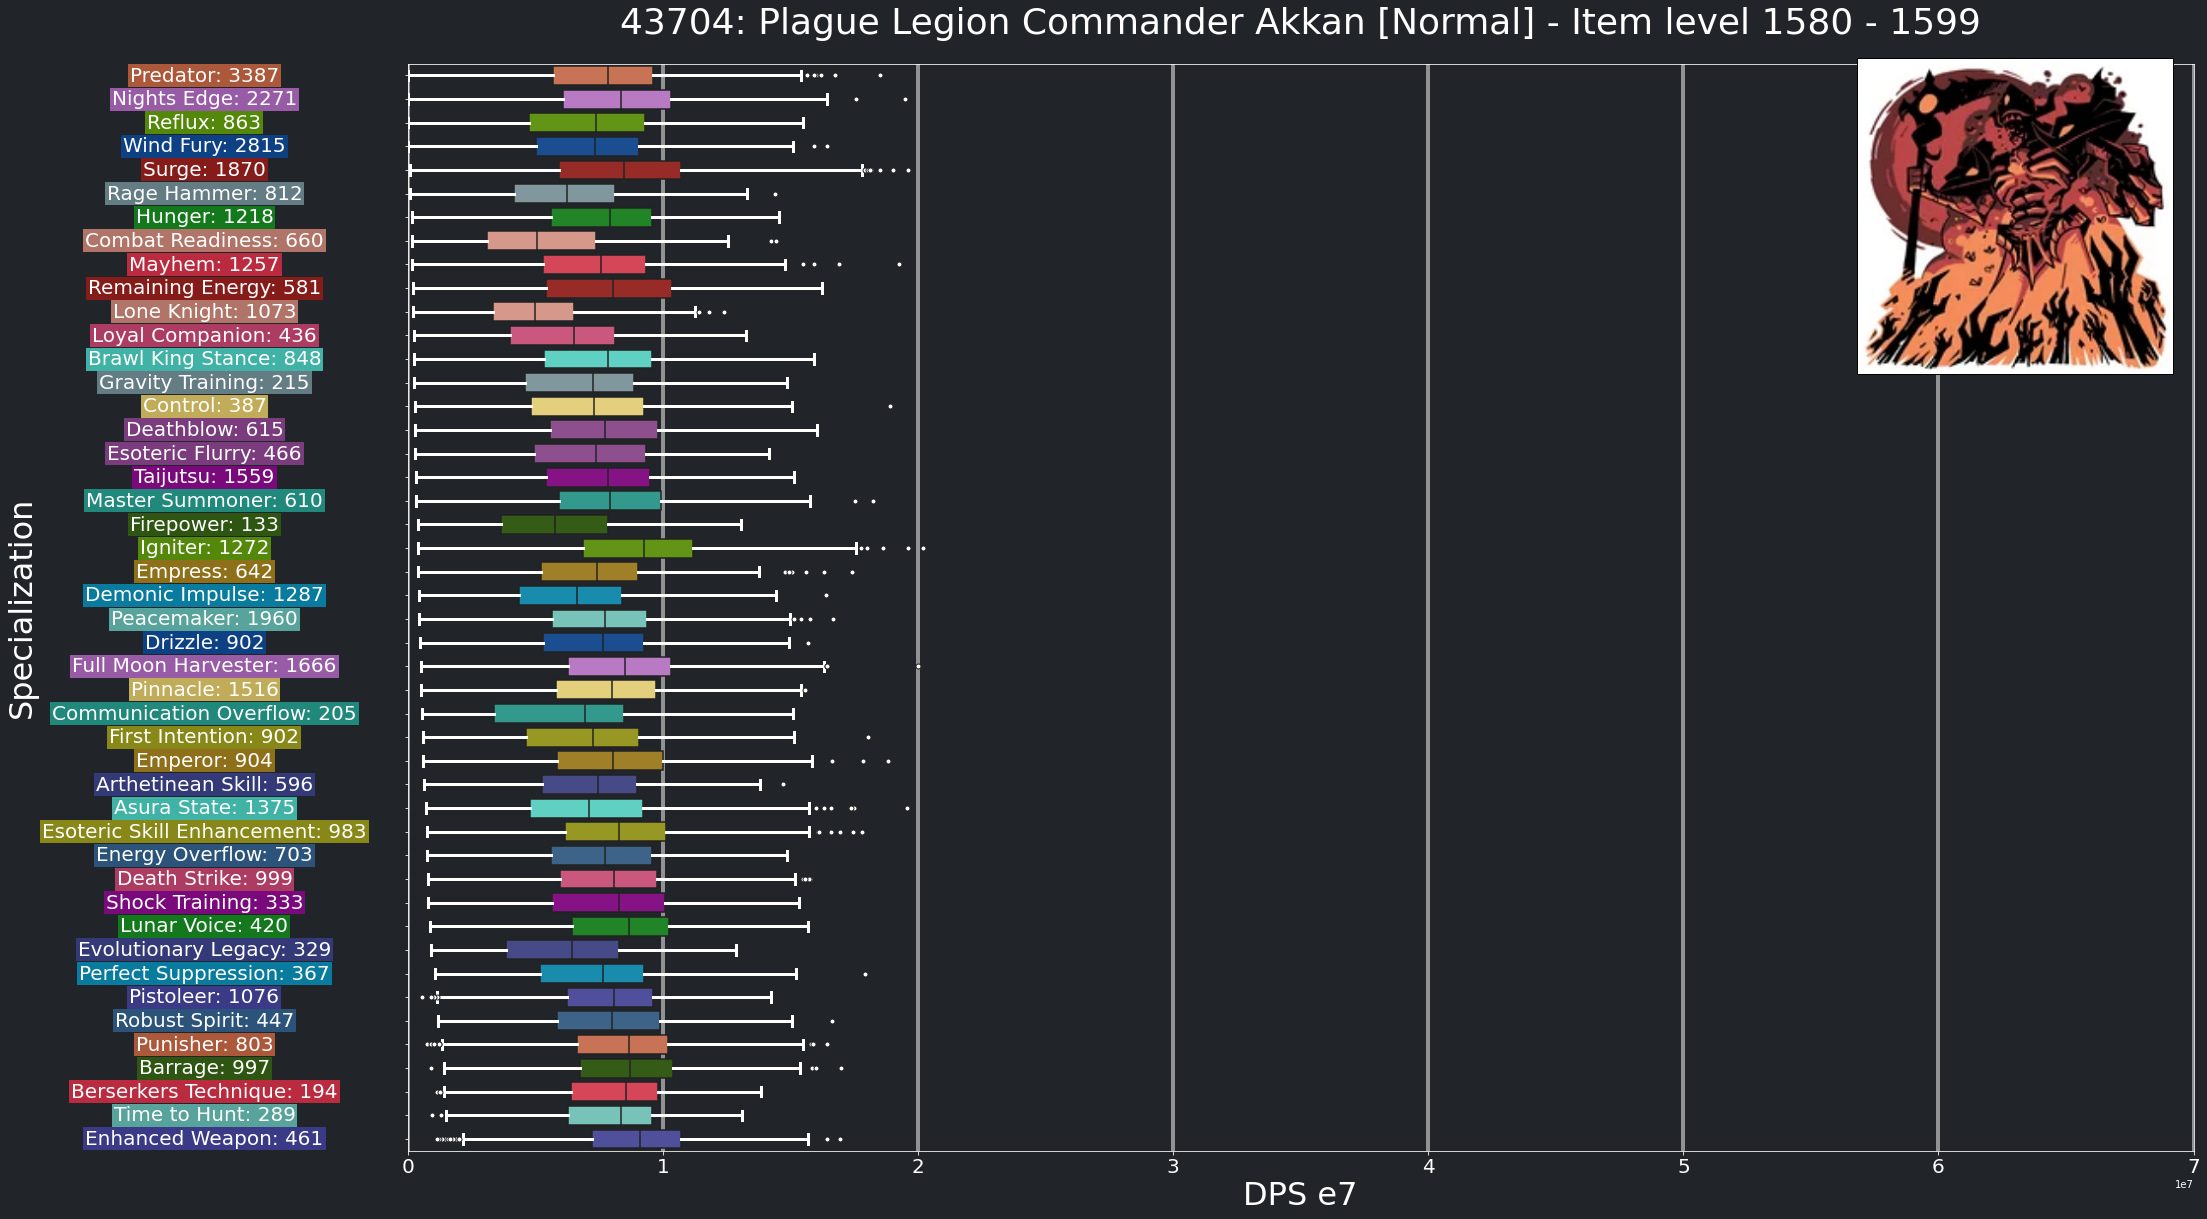 43704: Plague Legion Commander Akkan [Normal] - Item level 1580 - 1599
Predator: 3387
Nights Edge: 2271
Reflux: 863
Wind Fury: 2815
Surge: 1870
Rage Hammer: 812
Hunger: 1218
Combat Readiness: 660
Mayhem: 1257
Remaining Energy: 581
Lone Knight: 1073
Loyal Companion: 436
Brawl King Stance: 848
Gravity Training: 215
Control: 387
Deathblow: 615
Esoteric Flurry: 466
Taijutsu: 1559
Master Summoner: 610
Firepower: 133
Igniter: 1272
Empress: 642
Demonic Impulse: 1287
Peacemaker: 1960
Drizzle: 902
Full Moon Harvester: 1666
Pinnacle: 1516
Communication Overflow: 205
First Intention: 902
Emperor: 904
Arthetinean Skill: 596
Asura State: 1375
Esoteric Skill Enhancement: 983
Energy Overflow: 703
Death Strike: 999
Shock Training: 333
Lunar Voice: 420
Evolutionary Legacy: 329
Perfect Suppression: 367
Pistoleer: 1076
Robust Spirit: 447
Punisher: 803
Barrage: 997
Berserkers Technique: 194
Time to Hunt: 289
Enhanced Weapon: 461
Specialization
0 1 2 3 4 5 6 7
1e7
DPS e7